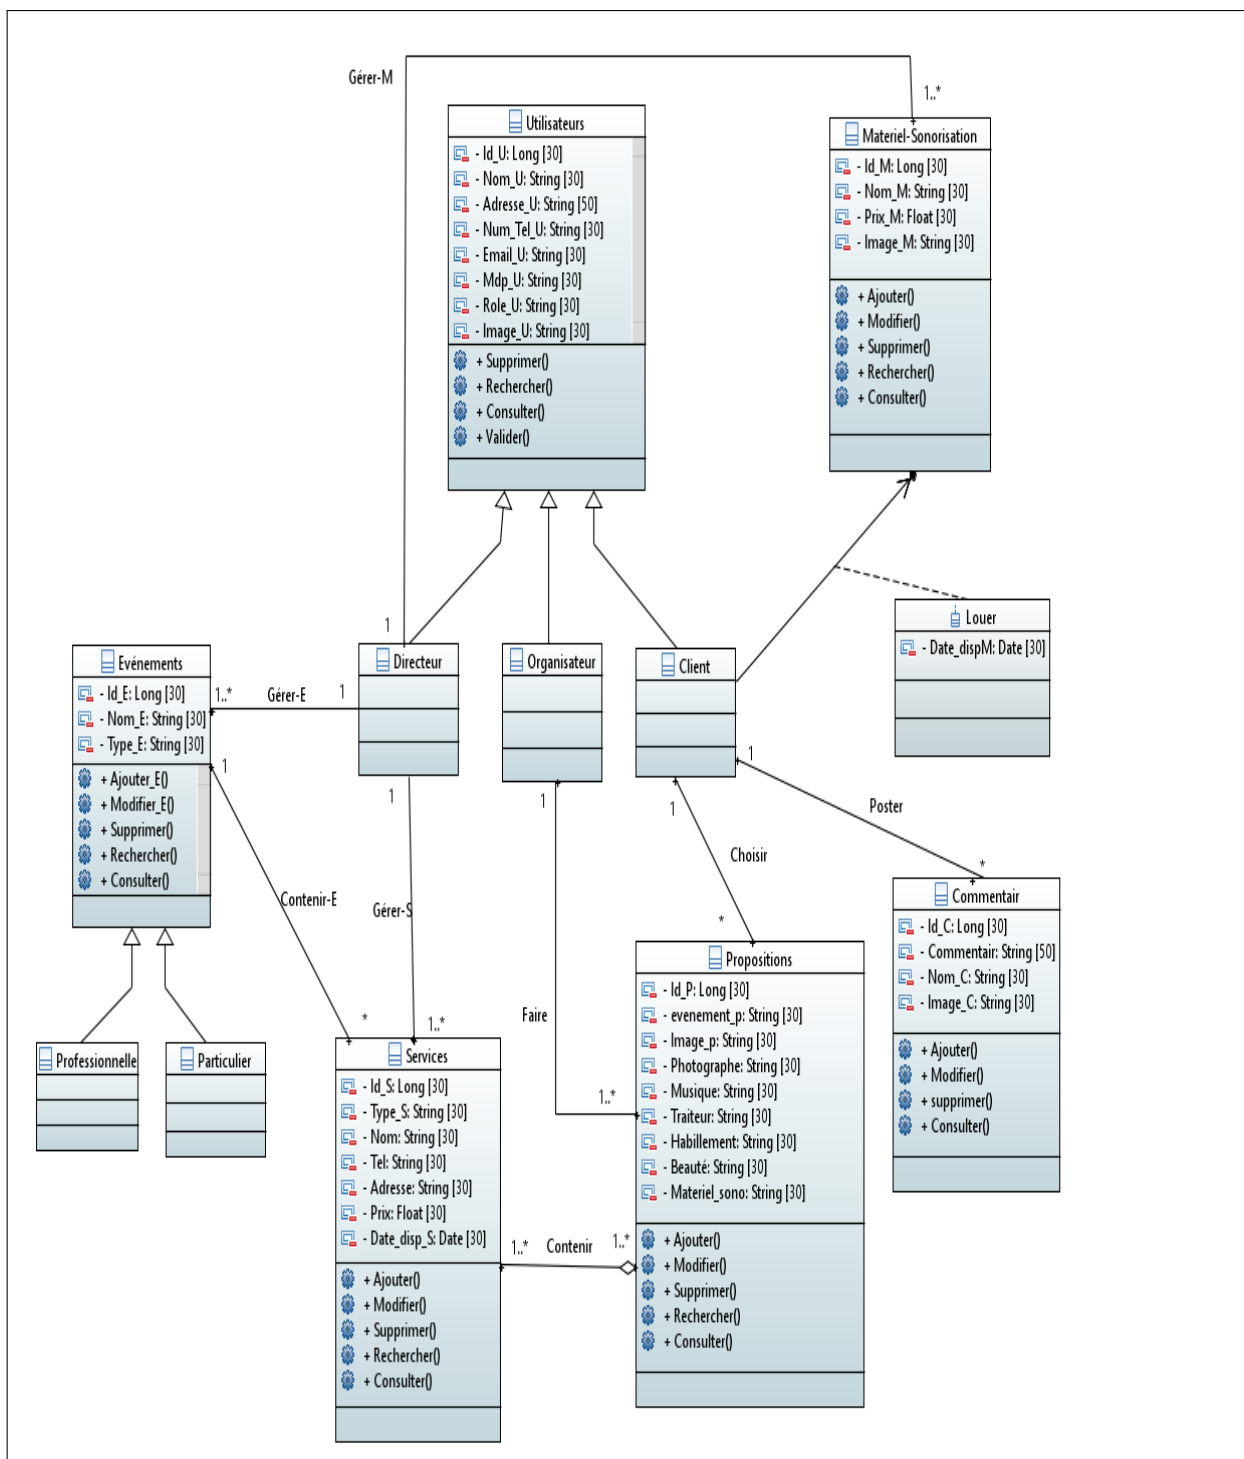 Gérer-M
1..*
Utilisateurs
- Id_U: Long [30]
- Nom_U: String [30]
- Adresse_U: String [50]
- Num_Tel_U: String [30]
- Email_U: String [30]
- Mdp_U: String [30]
- Role_U: String [30]
- Image_U: String [30]
+ Supprimer()
+ Rechercher()
+ Consulter()
+ Valider()
Materiel-Sonorisation
- Id_M: Long [30]
- Nom_M: String [30]
- Prix_M: Float [30]
- Image_M: String [30]
+ Ajouter()
+ Modifier()
+ Supprimer()
+ Rechercher()
+ Consulter()
Louer
- Date_dispM: Date [30]
1
Directeur
Organisateur
Client
Evénements
- Id_E: Long [30]
- Nom_E: String [30]
- Type_E: String [30]
+ Ajouter_E()
+ Modifier_E()
+ Supprimer()
+ Rechercher()
+ Consulter()
1..*
Gérer-E
1
1
1
1
1
1
Poster
*
Choisir
*
Contenir-E
*
Gérer-S
1..*
Faire
1..*
Commentair
- Id_C: Long [30]
- Commentair: String [50]
- Nom_C: String [30]
- Image_C: String [30]
+ Ajouter()
+ Modifier()
+ supprimer()
+ Consulter()
Propositions
- Id_P: Long [30]
- evenement_p: String [30]
- Image_p: String [30]
- Photographe: String [30]
- Musique: String [30]
- Traiteur: String [30]
- Habillement: String [30]
- Beauté: String [30]
- Materiel_sono: String [30]
+ Ajouter()
+ Modifier()
+ Supprimer()
+ Rechercher()
+ Consulter()
Professionnelle
Particulier
Services
- Id_S: Long [30]
- Type_S: String [30]
- Nom: String [30]
- Tel: String [30]
- Adresse: String [30]
- Prix: Float [30]
- Date_disp_S: Date [30]
+ Ajouter()
+ Modifier()
+ Supprimer()
+ Rechercher()
+ Consulter()
1..*
Contenir
1..*